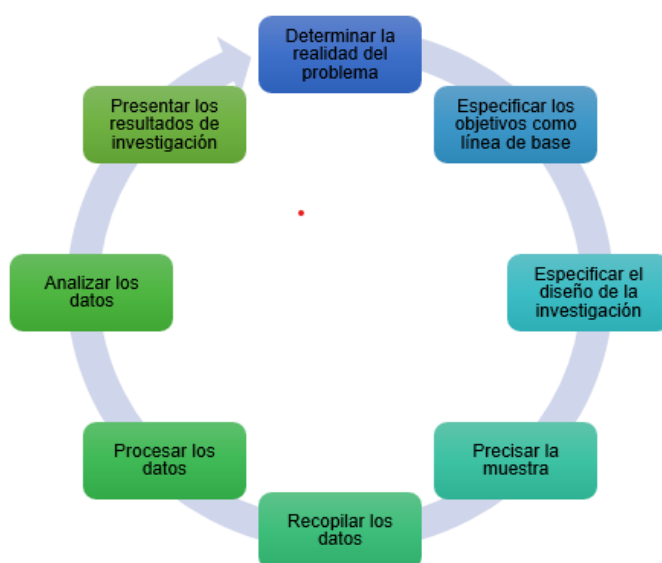 Determinar la
realidad del
problema
Especificar los
objetivos como
línea de base
Especificar el
diseño de la
investigación
Precisar la
muestra
Recopilar los
datos
Procesar los
datos
Analizar los
datos
Presentar los
resultados de
investigación